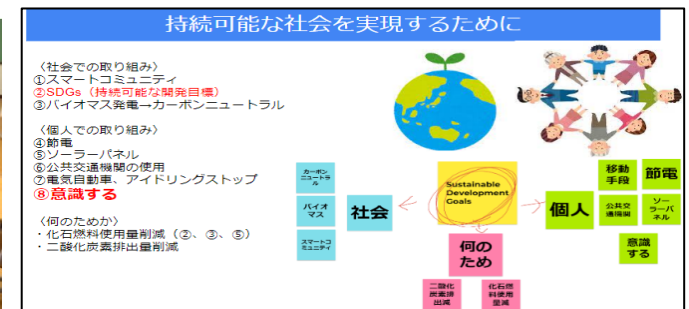 持続可能な社会を実現するために
〈社会での取り組み〉
①スマートコミュニティ
②SDGs（持続可能な開発目標）
③バイオマス発電→カーボンニュートラル
〈個人での取り組み〉
④節電
⑤ソーラーパネル
⑥公共交通機関の使用
⑦電気自動車、アイドリングストップ
⑧意識する
〈何のためか〉
・化石燃料使用量削減（②、③、⑤）
・二酸化炭素排出量削減
カーボン
ニュートラ
ル
バイオ
マス
スマートコ
ミュニティ
社会
Sustainable
Development
Goals
何の
ため
二酸化
炭素排
出減
化石燃
料使用
量減
個人
移動
手段
節電
公共交
通機関
ソー
ラーパ
ネル
意識
する